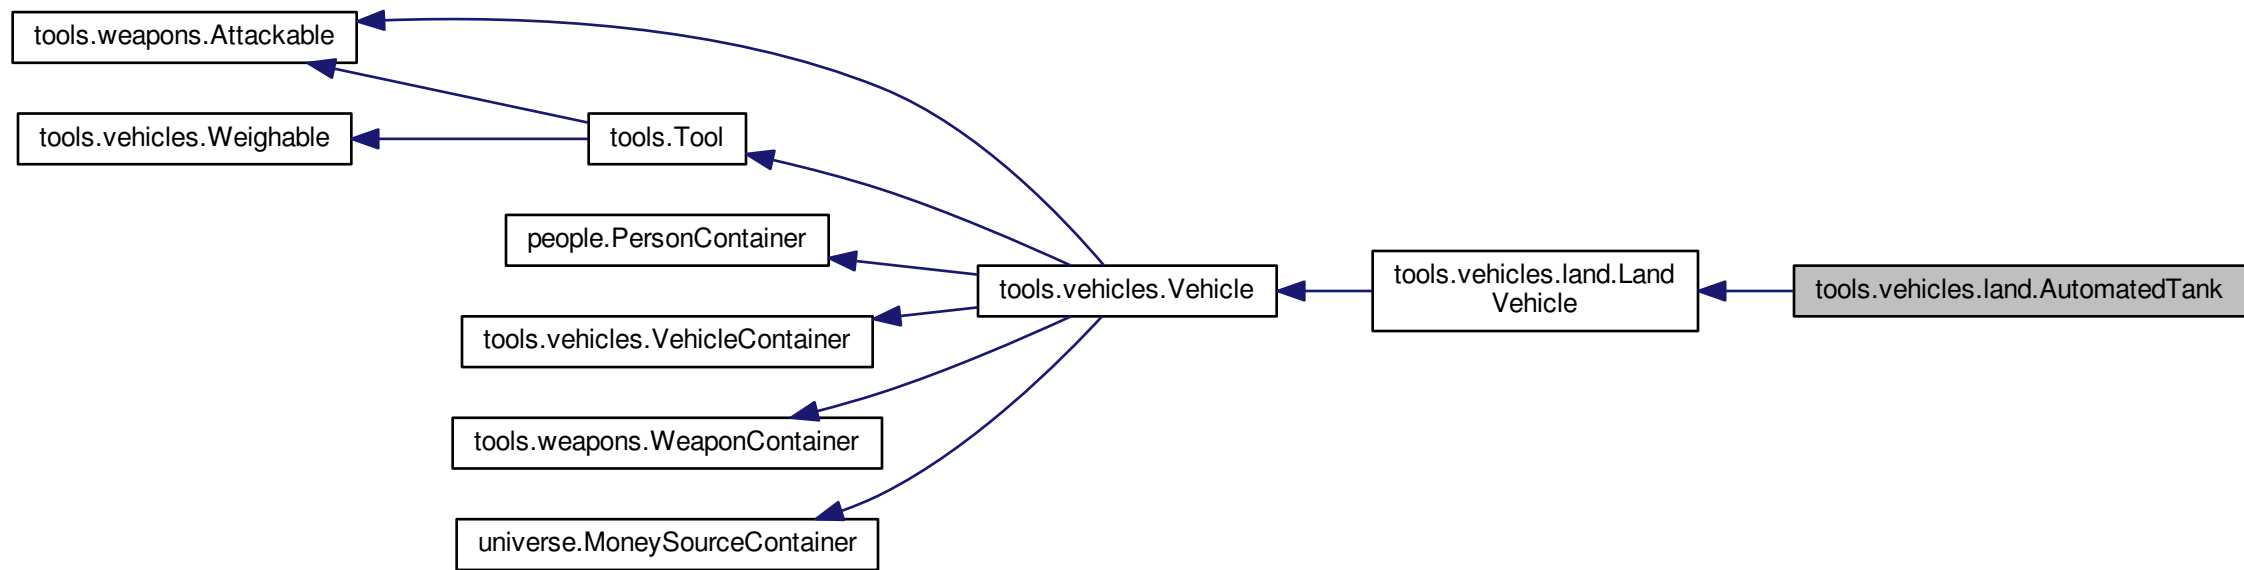 tools.weapons.Attackable
tools.vehicles.Weighable
tools.Tool
people.PersonContainer
tools.vehicles.Vehicle
tools.vehicles.land.Land
Vehicle
tools.vehicles.land.AutomatedTank
tools.vehicles.VehicleContainer
tools.weapons.WeaponContainer
universe.MoneySourceContainer